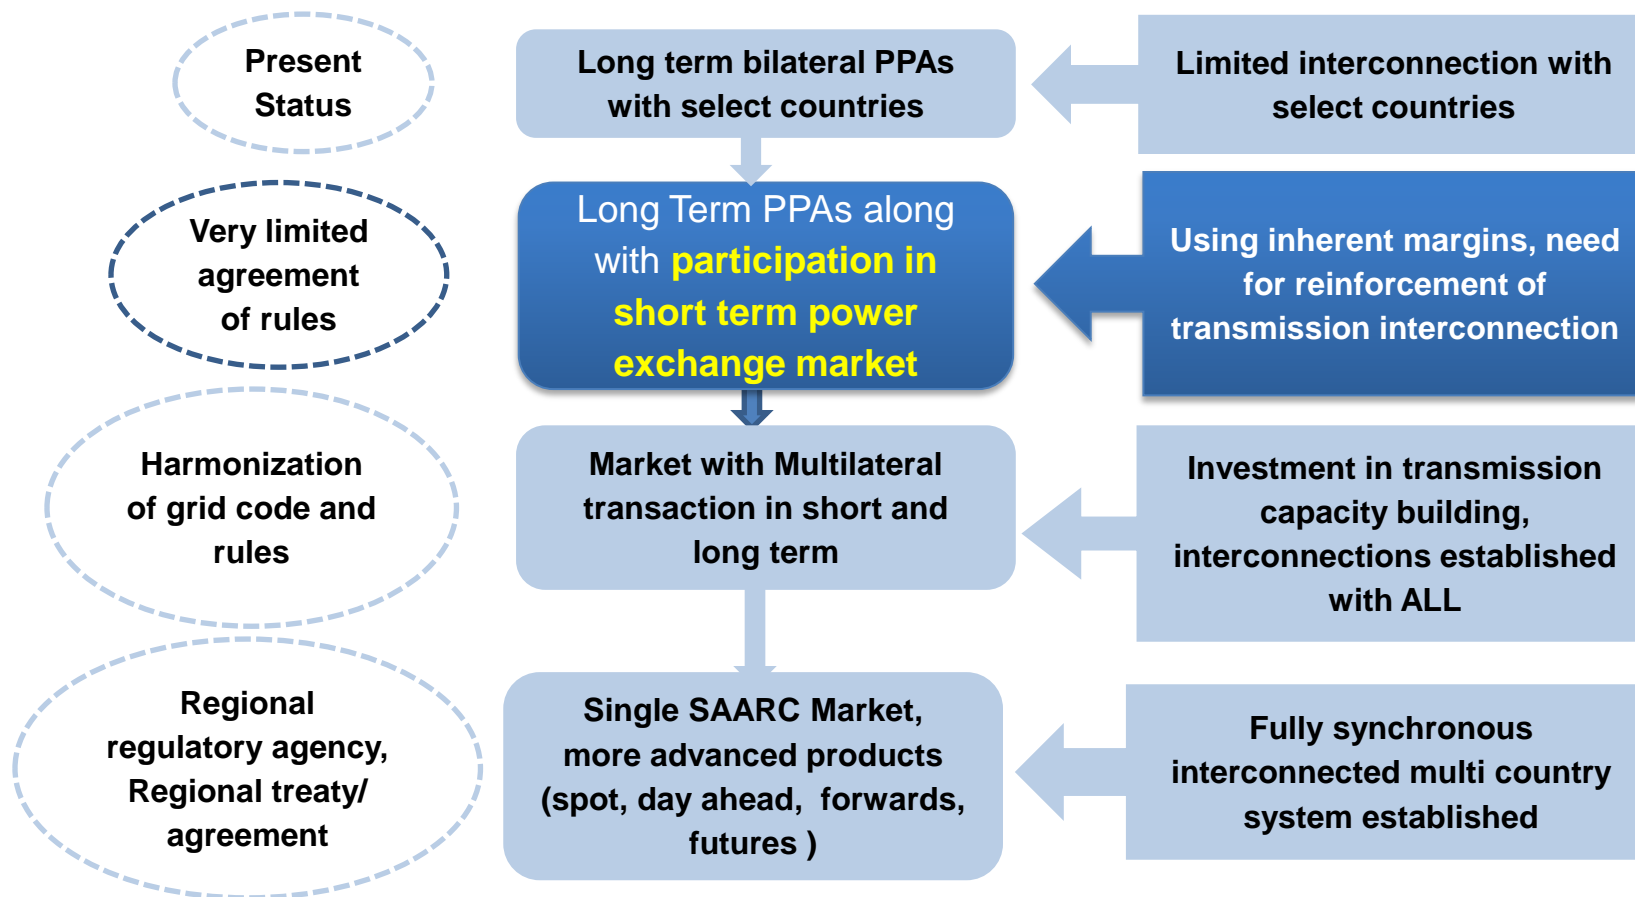 Present
Status
Long term bilateral PPAs
with select countries
Limited interconnection with
select countries
Very limited
agreement
of rules
Long Term PPAs along
with participation in
short term power
exchange market
Using inherent margins, need
for reinforcement of
transmission interconnection
Harmonization
of grid code and
rules
Market with Multilateral
transaction in short and
long term
Investment in transmission
capacity building,
interconnections established
with ALL
Regional
regulatory agency,
Regional treaty/
agreement
Single SAARC Market,
more advanced products
(spot, day ahead,  forwards,
futures )
Fully synchronous
interconnected multi country
system established